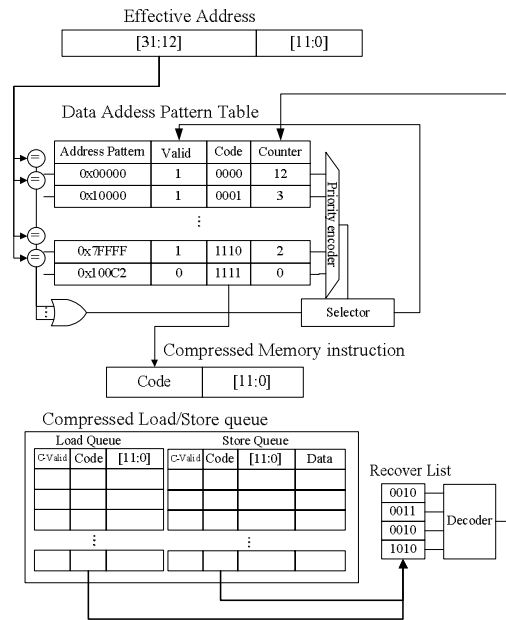 Effective Address
[31:12] [11:0]
Data Addess Pattern Table
Address Pattern Valid Code Counter
= 0x00000 1 0000 12
= 0x10000 1 0001 3
...
= 0x7FFFF 1 1110 2
= 0x100C2 0 1111 0
Priority encoder
...
Selector
Compressed Memory instruction
Code [11:0]
Compressed Load/Store queue
Load Queue Store Queue
C-Valid Code [11:0] C-Valid Code [11:0] Data
... ...
Recover List
0010
0011
0010
1010
Decoder